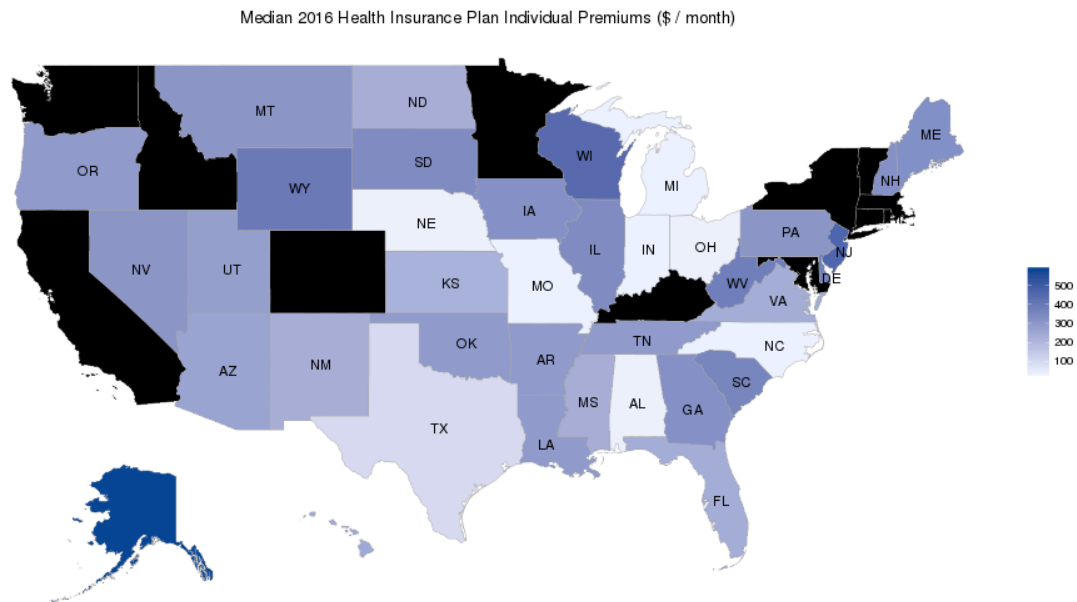 Median 2016 Health Insurance Plan Individual Premiums ($ / month)
ME
ND
MT
WI
OR
SD
NH
WY
MI
IA
NE
PA
OH
IN
IL
NJ
NV
UT
DE
KS
WV
MO
VA
TN
OK
NC
AR
NM
AZ
SC
MS
AL
GA
TX
LA
FL
500
400
300
200
100